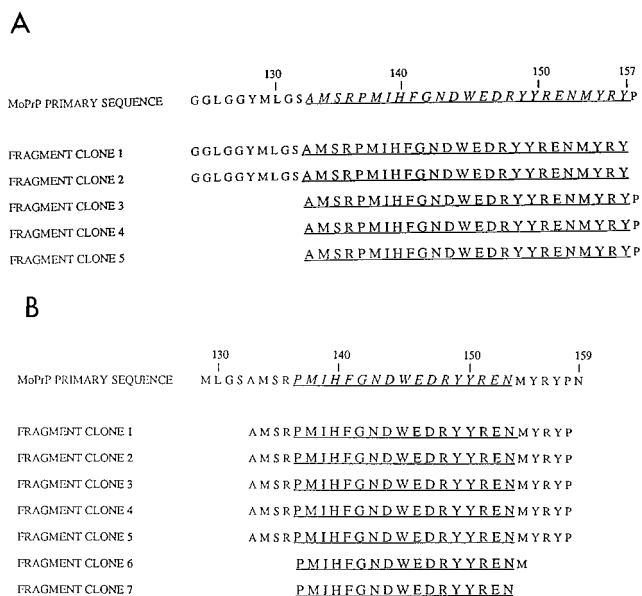 A
130 140 150 157
MoPrP PRIMARY SEQUENCE GGLGGYMLGSAMSRPMIHFGNDWEDRYYRENMYRYP
FRAGMENT CLONE 1 GGLGGYMLGSAMSRPMIHFGNDWEDRYYRENMYRY
FRAGMENT CLONE 2 GGLGGYMLGSAMSRPMIHFGNDWEDRYYRENMYRY
FRAGMENT CLONE 3 AMSRPMIHFGNDWEDRYYRENMYRYP
FRAGMENT CLONE 4 AMSRPMIHFGNDWEDRYYRENMYRYP
FRAGMENT CLONE 5 AMSRPMIHFGNDWEDRYYRENMYRYP
B
130 140 150 159
MoPrP PRIMARY SEQUENCE MLGSAMSRPMIHFGNDWEDRYYRENMYRYPN
FRAGMENT CLONE 1 AMSRPMIHFGNDWEDRYYRENMYRYP
FRAGMENT CLONE 2 AMSRPMIHFGNDWEDRYYRENMYRYP
FRAGMENT CLONE 3 AMSRPMIHFGNDWEDRYYRENMYRYP
FRAGMENT CLONE 4 AMSRPMIHFGNDWEDRYYRENMYRYP
FRAGMENT CLONE 5 AMSRPMIHFGNDWEDRYYRENMYRYP
FRAGMENT CLONE 6 PMIHFGNDWEDRYYRENM
FRAGMENT CLONE 7 PMIHFGNDWEDRYYREN